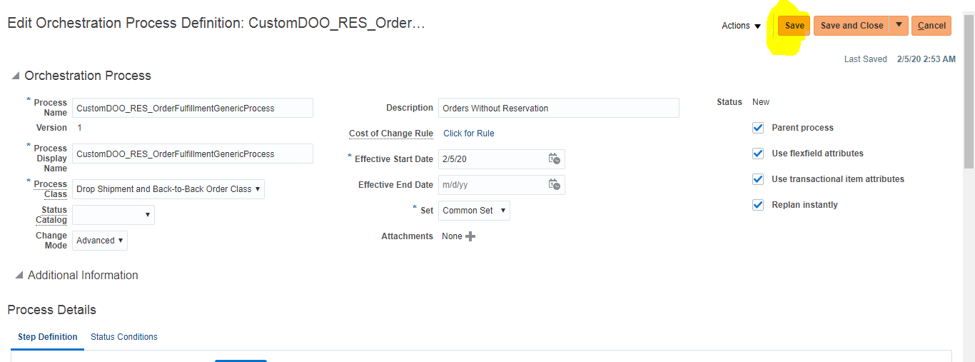 Edit Orchestration Process Definition: CustomDOO_RES_Order...
Actions Save Save and Close Cancel
Last Saved 2/5/20 2:53 AM
Orchestration Process
* Process Name CustomDOO_RES_OrderFulfillmentGenericProcess
Version 1
* Process Display Name CustomDOO_RES_OrderFulfillmentGenericProcess
* Process Class Drop Shipment and Back-to-Back Order Class
Status Catalog
Change Mode Advanced
Description Orders Without Reservation
Cost of Change Rule Click for Rule
* Effective Start Date 2/5/20
Effective End Date m/d/yy
* Set Common Set
Attachments None
Status New
Parent process
Use flexfield attributes
Use transactional item attributes
Replan instantly
Additional Information
Process Details
Step Definition Status Conditions